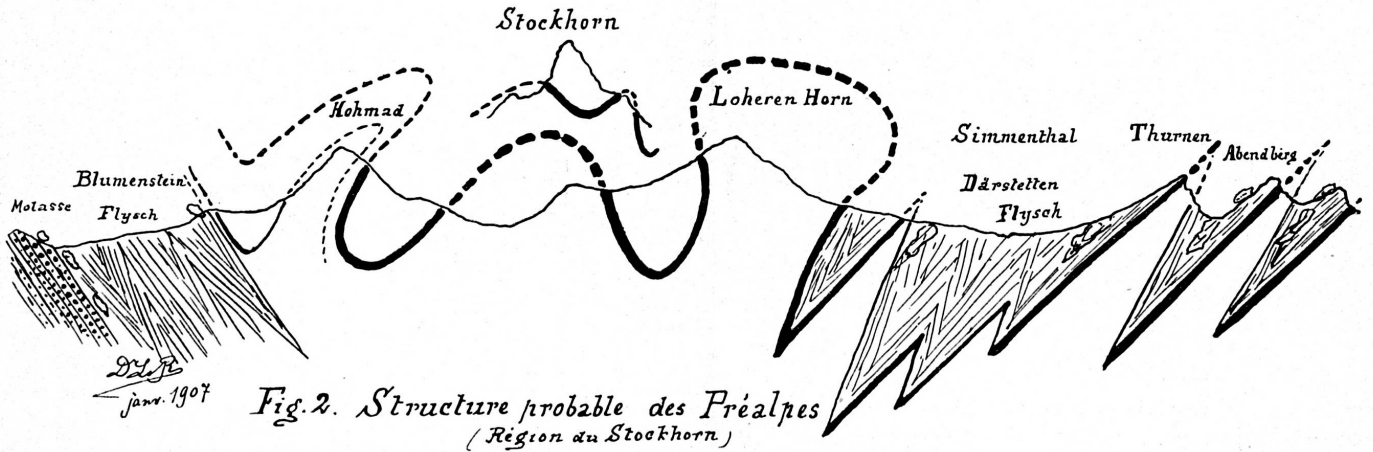 Stockhorn
Hohmad
Loheren Horn
Simmenthal
Thurnen
Abendberg
Blumenstein
Därstetten
Molasse
Flysch
Flysch
janv. 1907
Fig. 2. Structure probable des Préalpes
(Région du Stockhorn)